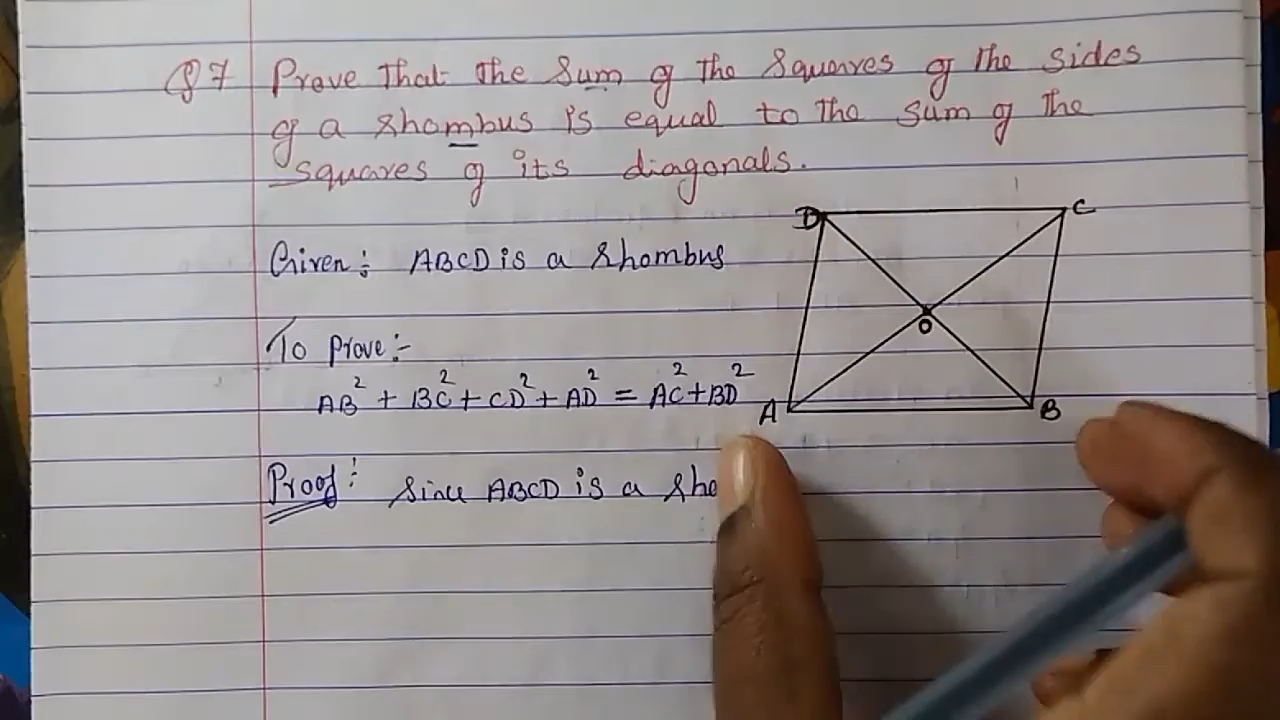 Q7 Prove that the sum of the squares of the sides
of a rhombus is equal to the sum of the
squares of its diagonals.
Given: ABCD is a rhombus
To Prove:-
AB² + BC² + CD² + AD² = AC² + BD²
Proof: Since ABCD is a rho
D
C
O
A
B